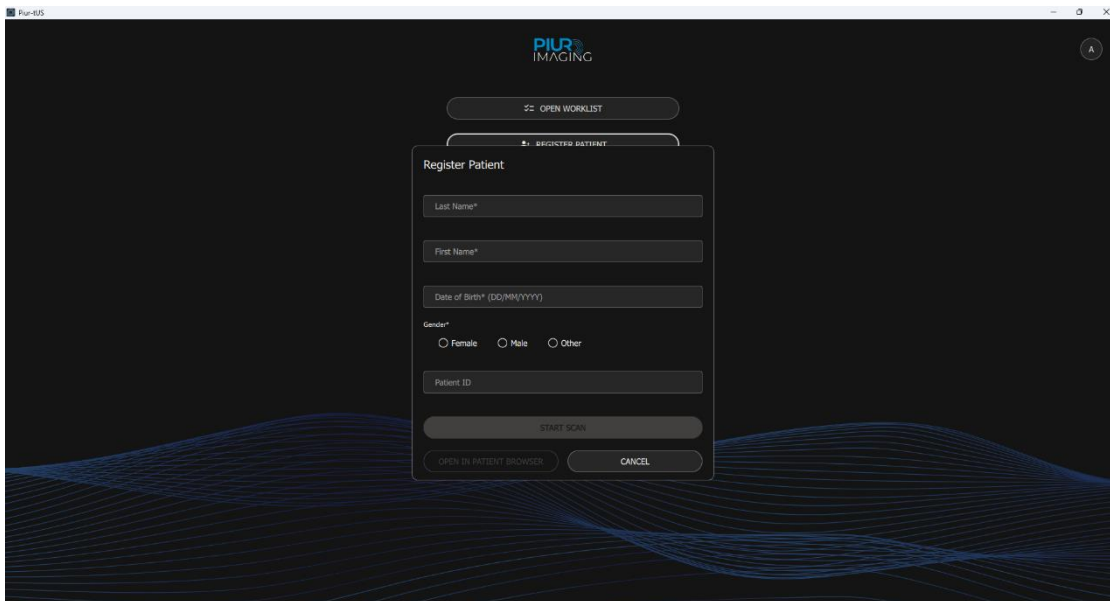 Piur-tUS
PIUR
IMAGING
A
OPEN WORKLIST
REGISTER PATIENT
Register Patient
Last Name*
First Name*
Date of Birth* (DD/MM/YYYY)
Gender*
Female Male Other
Patient ID
START SCAN
OPEN IN PATIENT BROWSER CANCEL